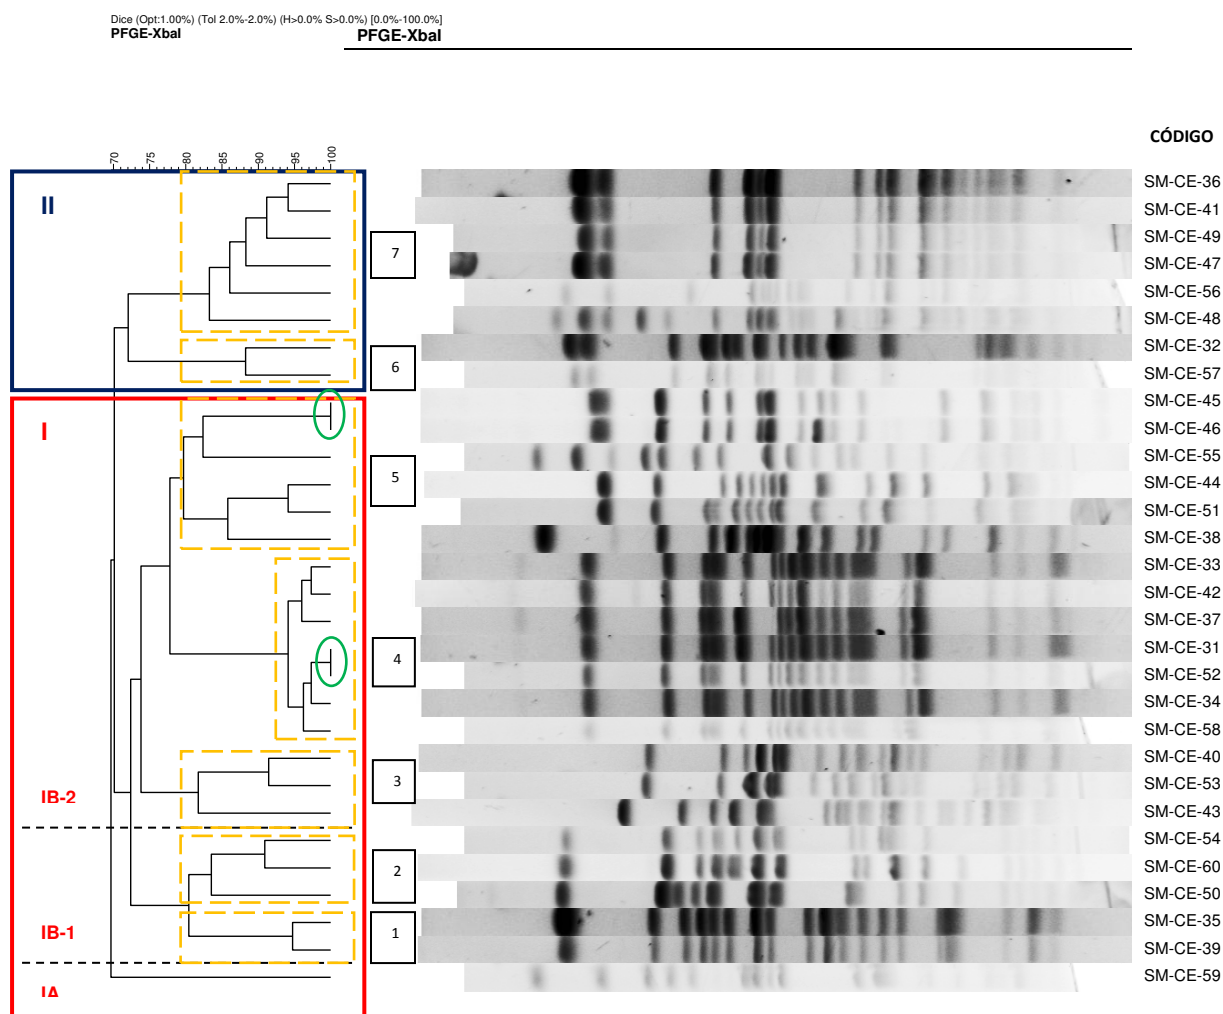 Dice (Opt:1.00%) (Tol 2.0%-2.0%) (H>0.0% S>0.0%) [0.0%-100.0%]
PFGE-XbaI PFGE-XbaI
CÓDIGO
70 75 80 85 90 95 100
II
SM-CE-36
SM-CE-41
SM-CE-49
7
SM-CE-47
SM-CE-56
SM-CE-48
SM-CE-32
6
SM-CE-57
SM-CE-45
I
SM-CE-46
SM-CE-55
5
SM-CE-44
SM-CE-51
SM-CE-38
SM-CE-33
SM-CE-42
SM-CE-37
SM-CE-31
4
SM-CE-52
SM-CE-34
SM-CE-58
SM-CE-40
3
SM-CE-53
IB-2
SM-CE-43
SM-CE-54
SM-CE-60
2
SM-CE-50
SM-CE-35
IB-1
1
SM-CE-39
SM-CE-59
IA